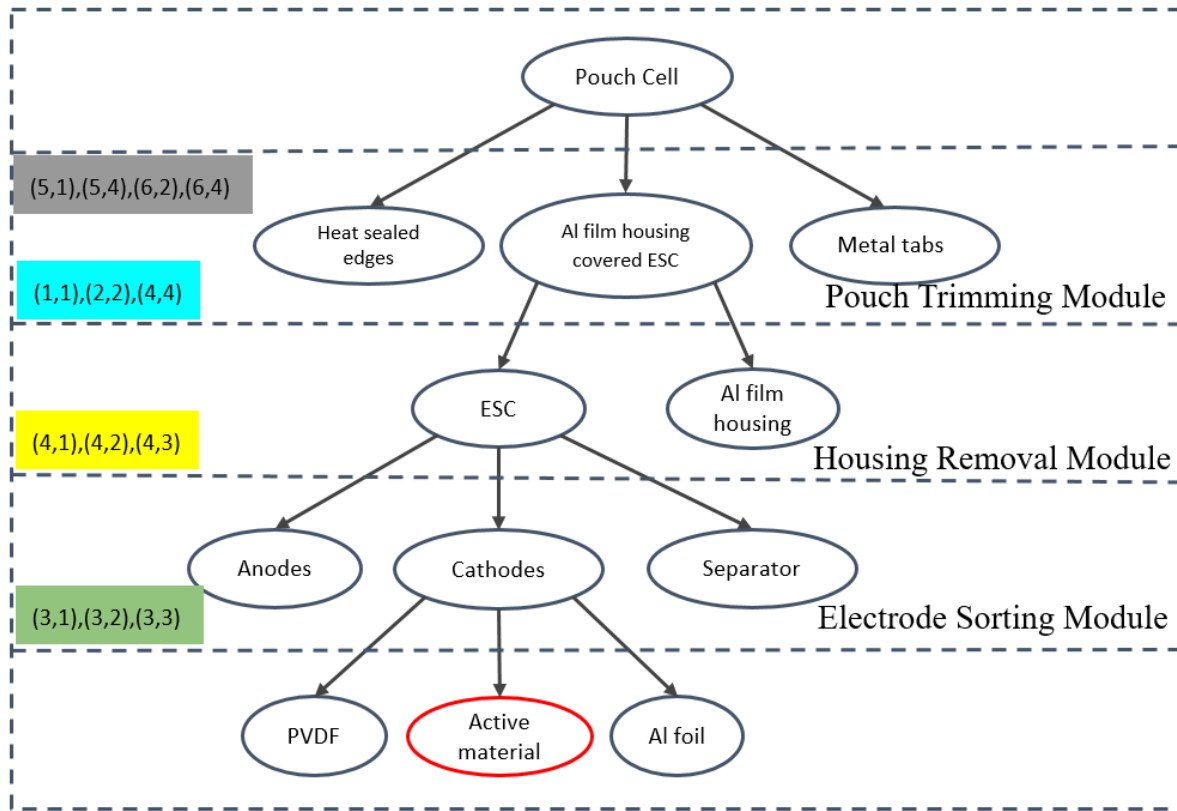 Pouch Cell
(5,1),(5,4),(6,2),(6,4)
Heat sealed
edges
Al film housing
covered ESC
Metal tabs
(1,1),(2,2),(4,4)
Pouch Trimming Module
ESC
Al film
housing
(4,1),(4,2),(4,3)
Housing Removal Module
Anodes
Cathodes
Separator
(3,1),(3,2),(3,3)
Electrode Sorting Module
PVDF
Active
material
Al foil